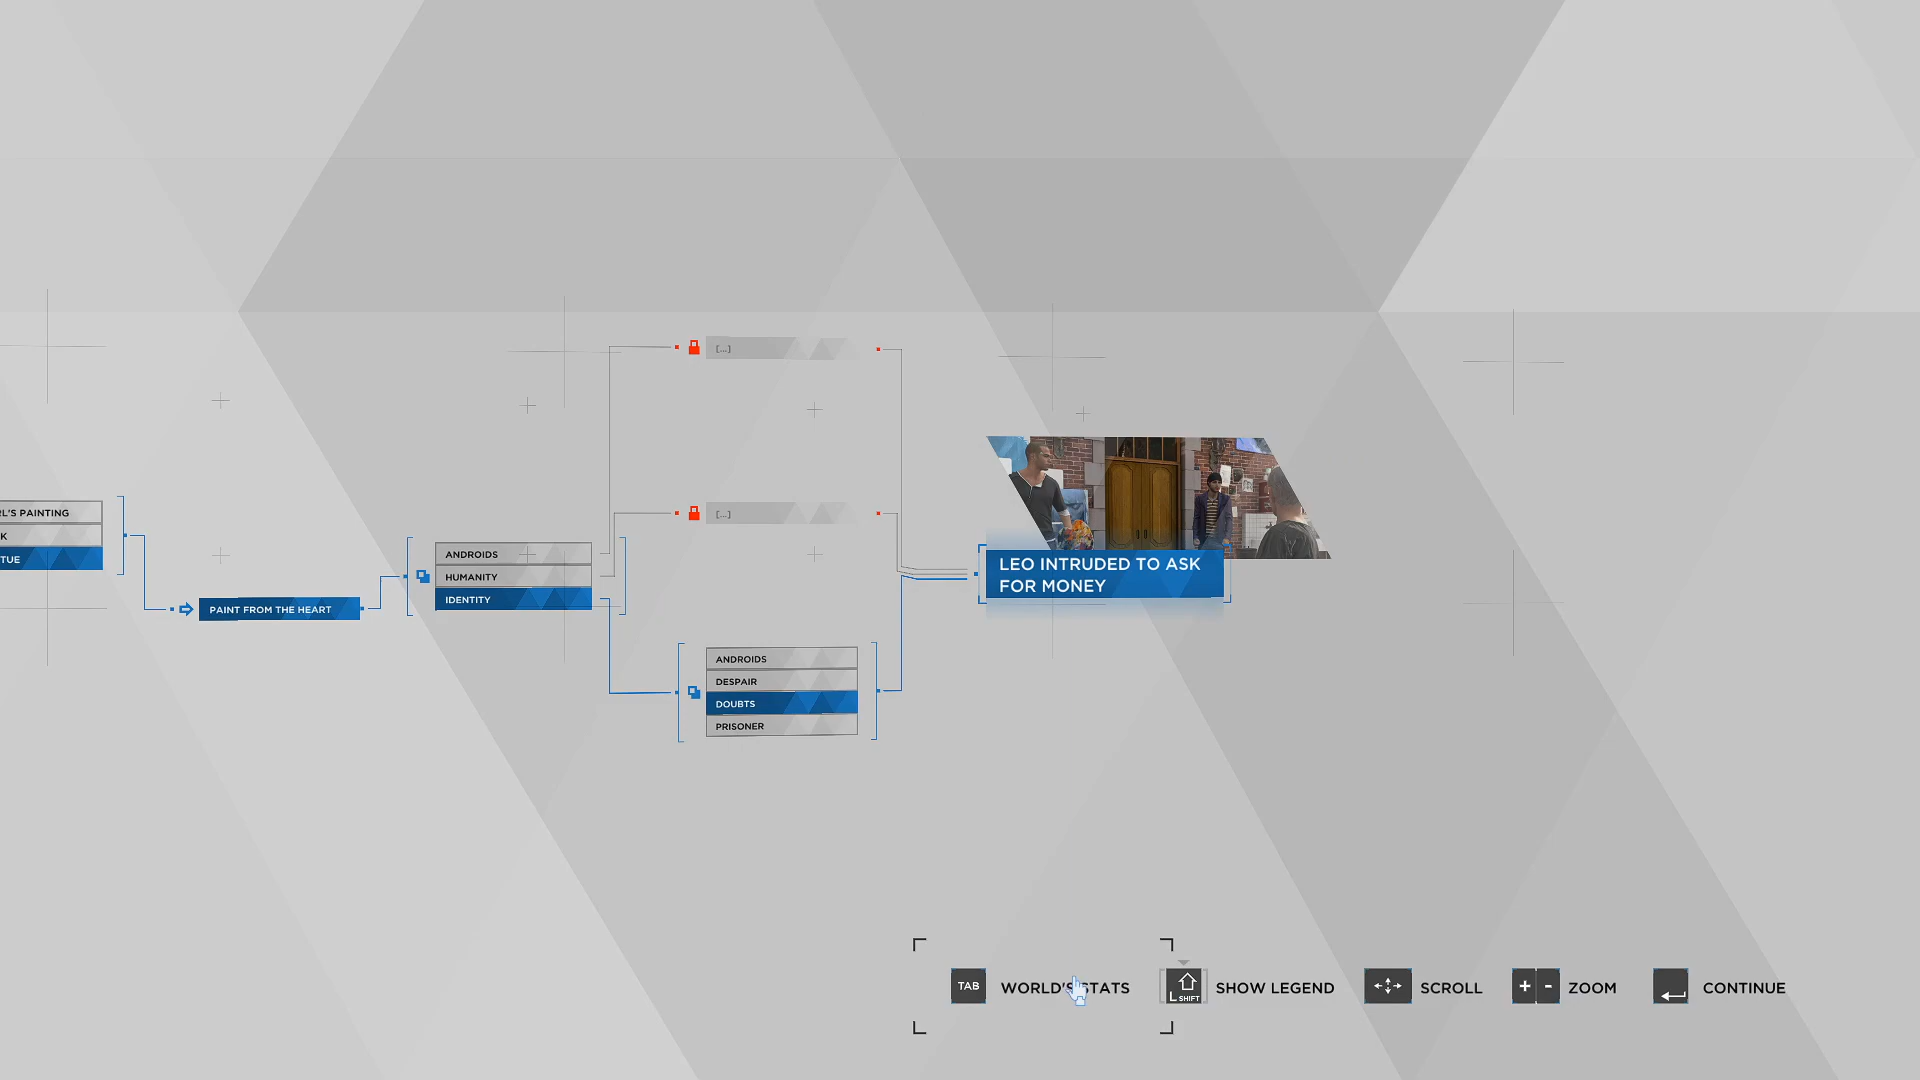 [...]
[...]
RL'S PAINTING
K
TUE
PAINT FROM THE HEART
ANDROIDS
HUMANITY
IDENTITY
ANDROIDS
DESPAIR
DOUBTS
PRISONER
LEO INTRUDED TO ASK
FOR MONEY
TAB WORLD'S STATS
L SHIFT SHOW LEGEND
SCROLL
+ - ZOOM
CONTINUE